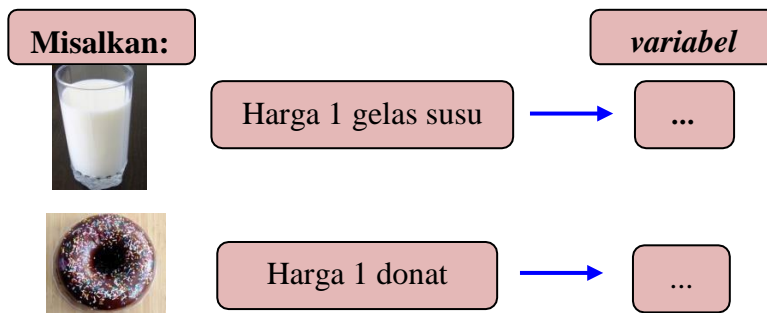 Misalkan:
variabel
Harga 1 gelas susu
...
Harga 1 donat
...